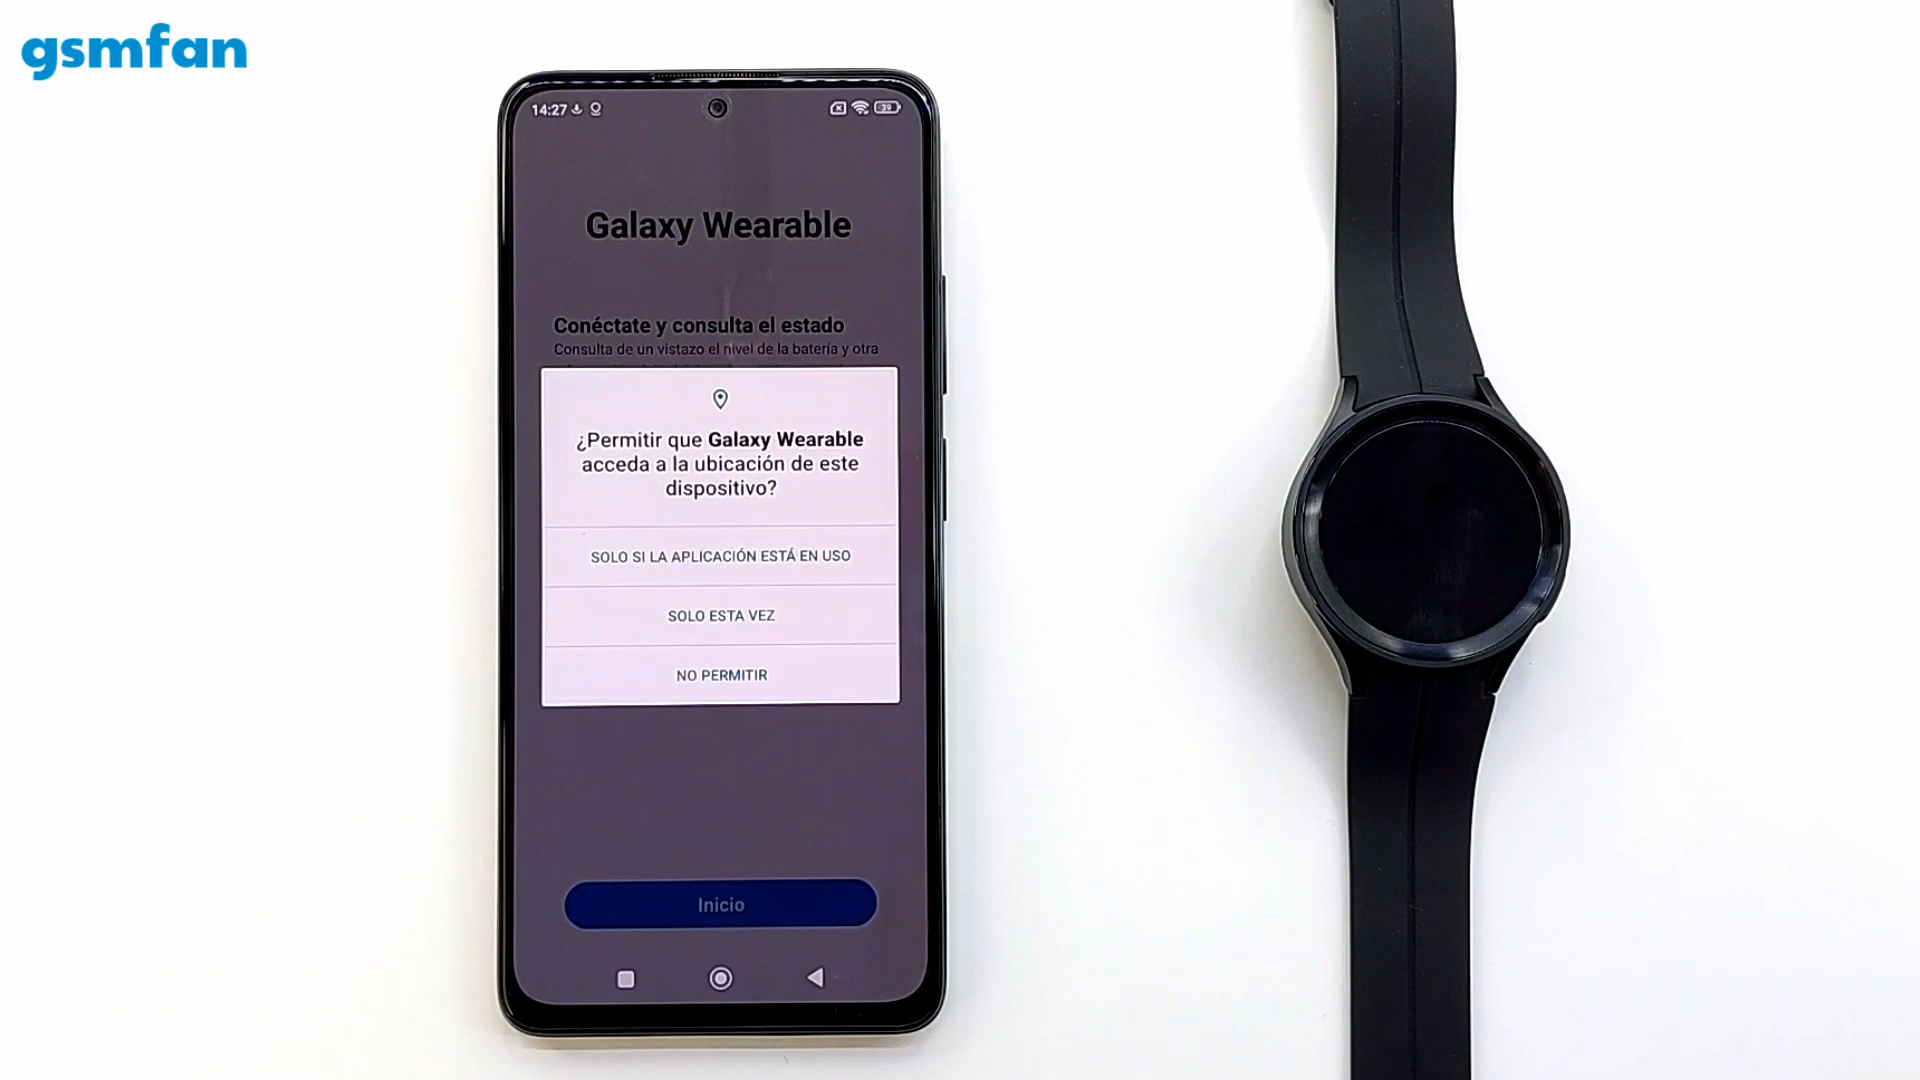 gsmfan
14:27
39
Galaxy Wearable
Conéctate y consulta el estado
Consulta de un vistazo el nivel de la batería y otra
¿Permitir que Galaxy Wearable
acceda a la ubicación de este
dispositivo?
SOLO SI LA APLICACIÓN ESTÁ EN USO
SOLO ESTA VEZ
NO PERMITIR
Inicio